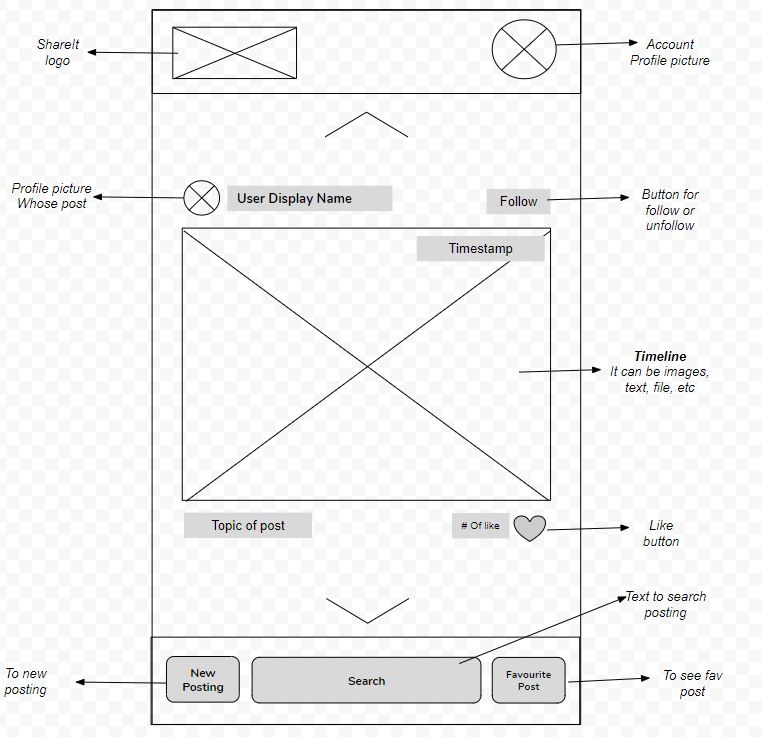 ShareIt
logo
Account
Profile picture
Profile picture
Whose post
User Display Name
Follow
Button for
follow or
unfollow
Timestamp
Timeline
It can be images,
text, file, etc
Topic of post
# Of like
Like
button
Text to search
posting
To new
posting
New
Posting
Search
Favourite
Post
To see fav
post